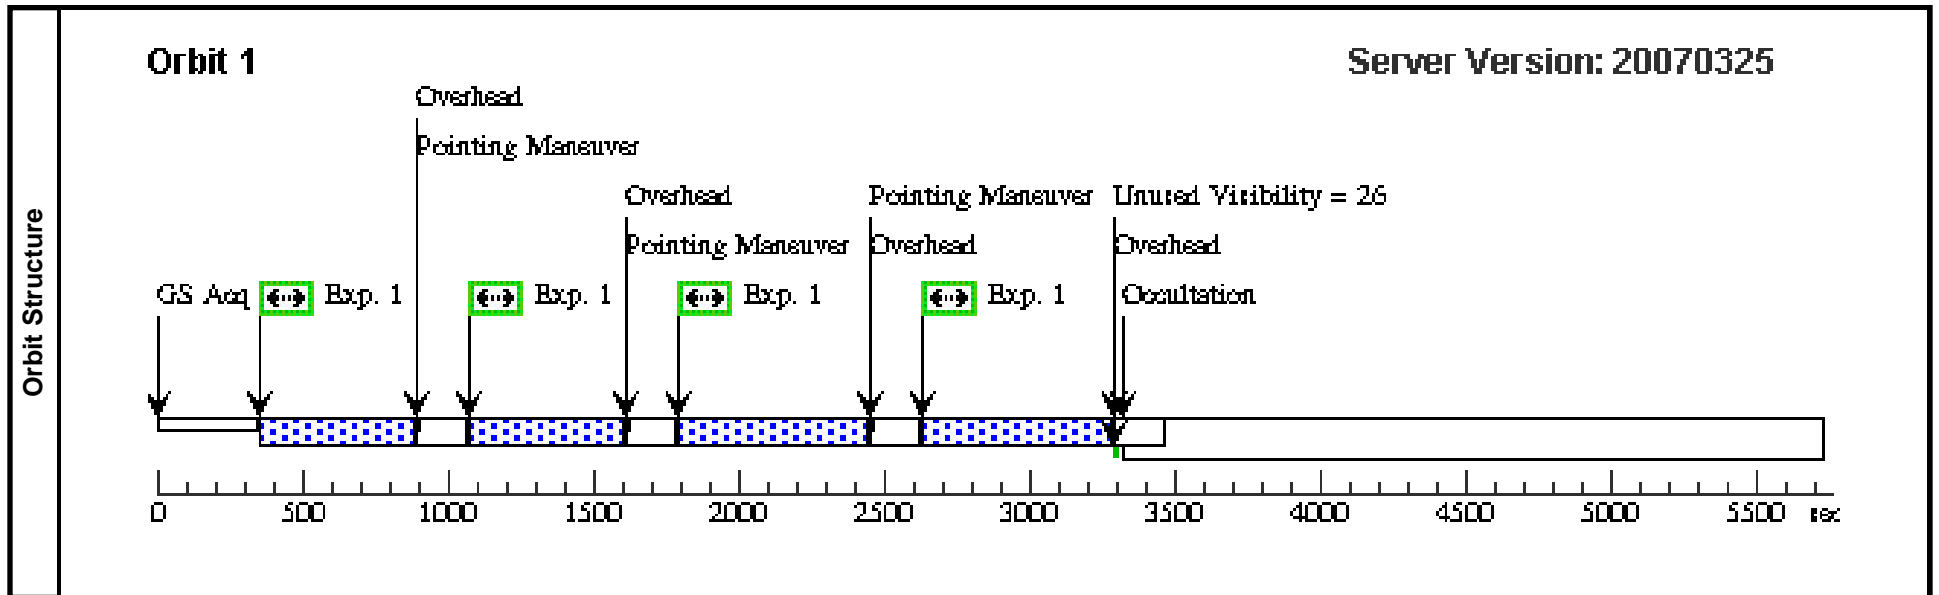 Orbit Structure
Orbit 1
Server Version: 20070325
Overhead
Pointing Maneuver
Overhead
Pointing Maneuver
Pointing Maneuver
Overhead
Unused Visibility = 26
Overhead
GS Acq
Exp. 1
Exp. 1
Exp. 1
Exp. 1
Occultation
0 500 1000 1500 2000 2500 3000 3500 4000 4500 5000 5500 sec